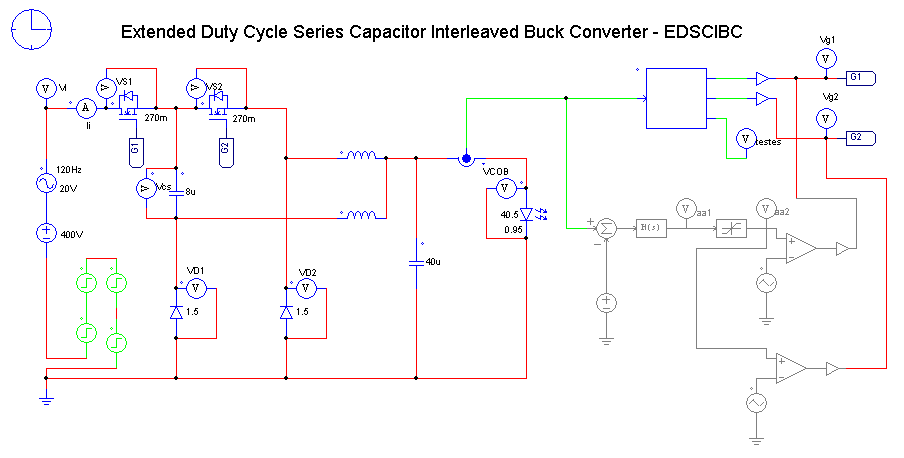 Extended Duty Cycle Series Capacitor Interleaved Buck Converter - EDSCIBC
Vg1
V
G1
VS1
V
VS2
V
V
Vi
A
Ii
270m
270m
G1
G2
Vg2
V
G2
V
testes
120Hz
20V
V
Vcs
8u
VCOB
V
40.5
0.95
V
aa1
V
aa2
H(s)
400V
40u
VD1
V
1.5
VD2
V
1.5